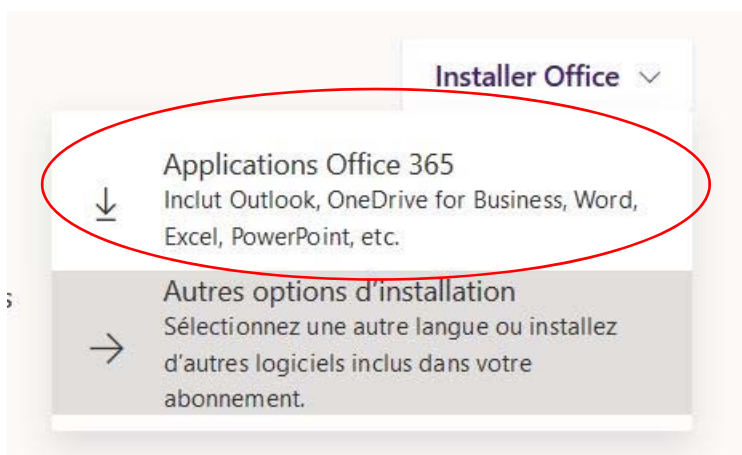 Installer Office
Applications Office 365
Inclut Outlook, OneDrive for Business, Word,
Excel, PowerPoint, etc.
Autres options d'installation
Sélectionnez une autre langue ou installez
d'autres logiciels inclus dans votre
abonnement.